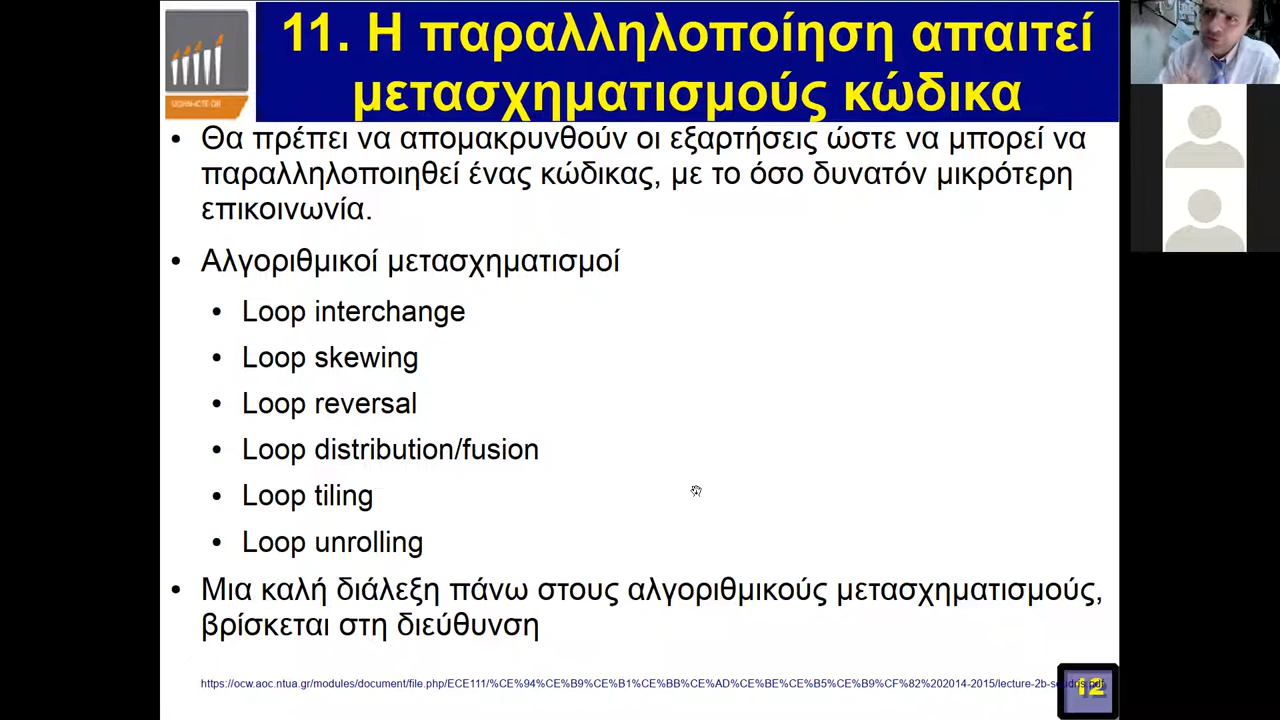 11. Η παραλληλοποίηση απαιτεί
μετασχηματισμούς κώδικα
• Θα πρέπει να απομακρυνθούν οι εξαρτήσεις ώστε να μπορεί να
παραλληλοποιηθεί ένας κώδικας, με το όσο δυνατόν μικρότερη
επικοινωνία.
• Αλγοριθμικοί μετασχηματισμοί
• Loop interchange
• Loop skewing
• Loop reversal
• Loop distribution/fusion
• Loop tiling
• Loop unrolling
• Μια καλή διάλεξη πάνω στους αλγοριθμικούς μετασχηματισμούς,
βρίσκεται στη διεύθυνση
https://ocw.aoc.ntua.gr/modules/document/file.php/ECE111/%CE%94%CE%B9%CE%B1%CE%BB%CE%AD%CE%BE%CE%B5%CE%B9%CF%82%202014-2015/lecture-2b-soudris.pdf
12